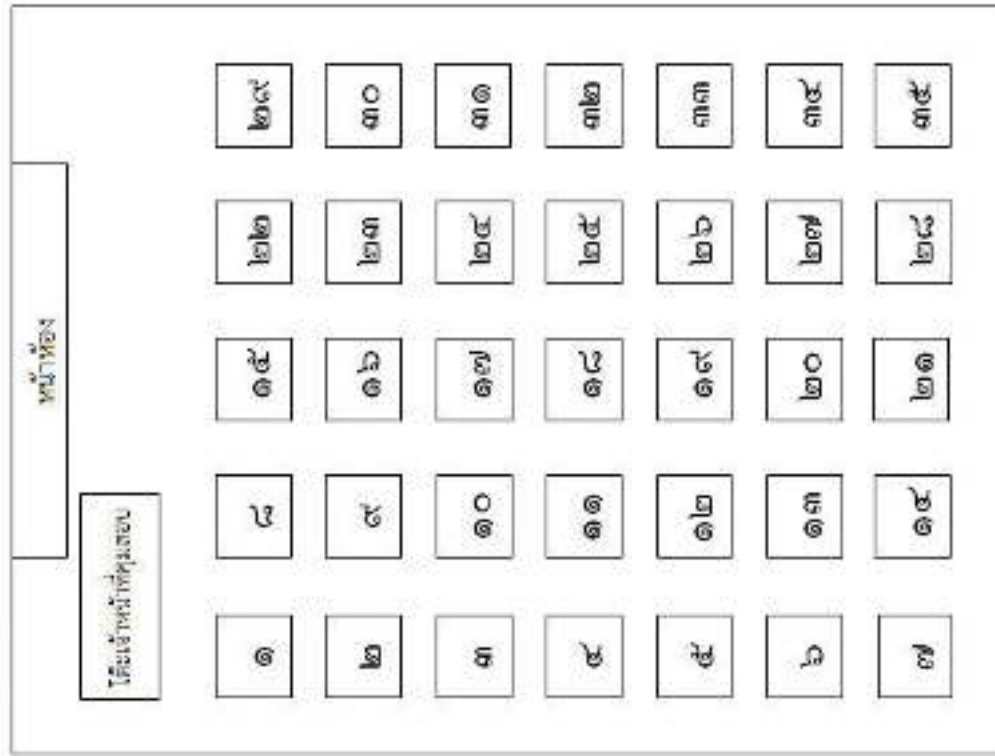 หน้าห้อง
โต๊ะเจ้าหน้าที่คุมสอบ
๑ ๘ ๑๕ ๒๒ ๒๙
๒ ๙ ๑๖ ๒๓ ๓๐
๓ ๑๐ ๑๗ ๒๔ ๓๑
๔ ๑๑ ๑๘ ๒๕ ๓๒
๕ ๑๒ ๑๙ ๒๖ ๓๓
๖ ๑๓ ๒๐ ๒๗ ๓๔
๗ ๑๔ ๒๑ ๒๘ ๓๕